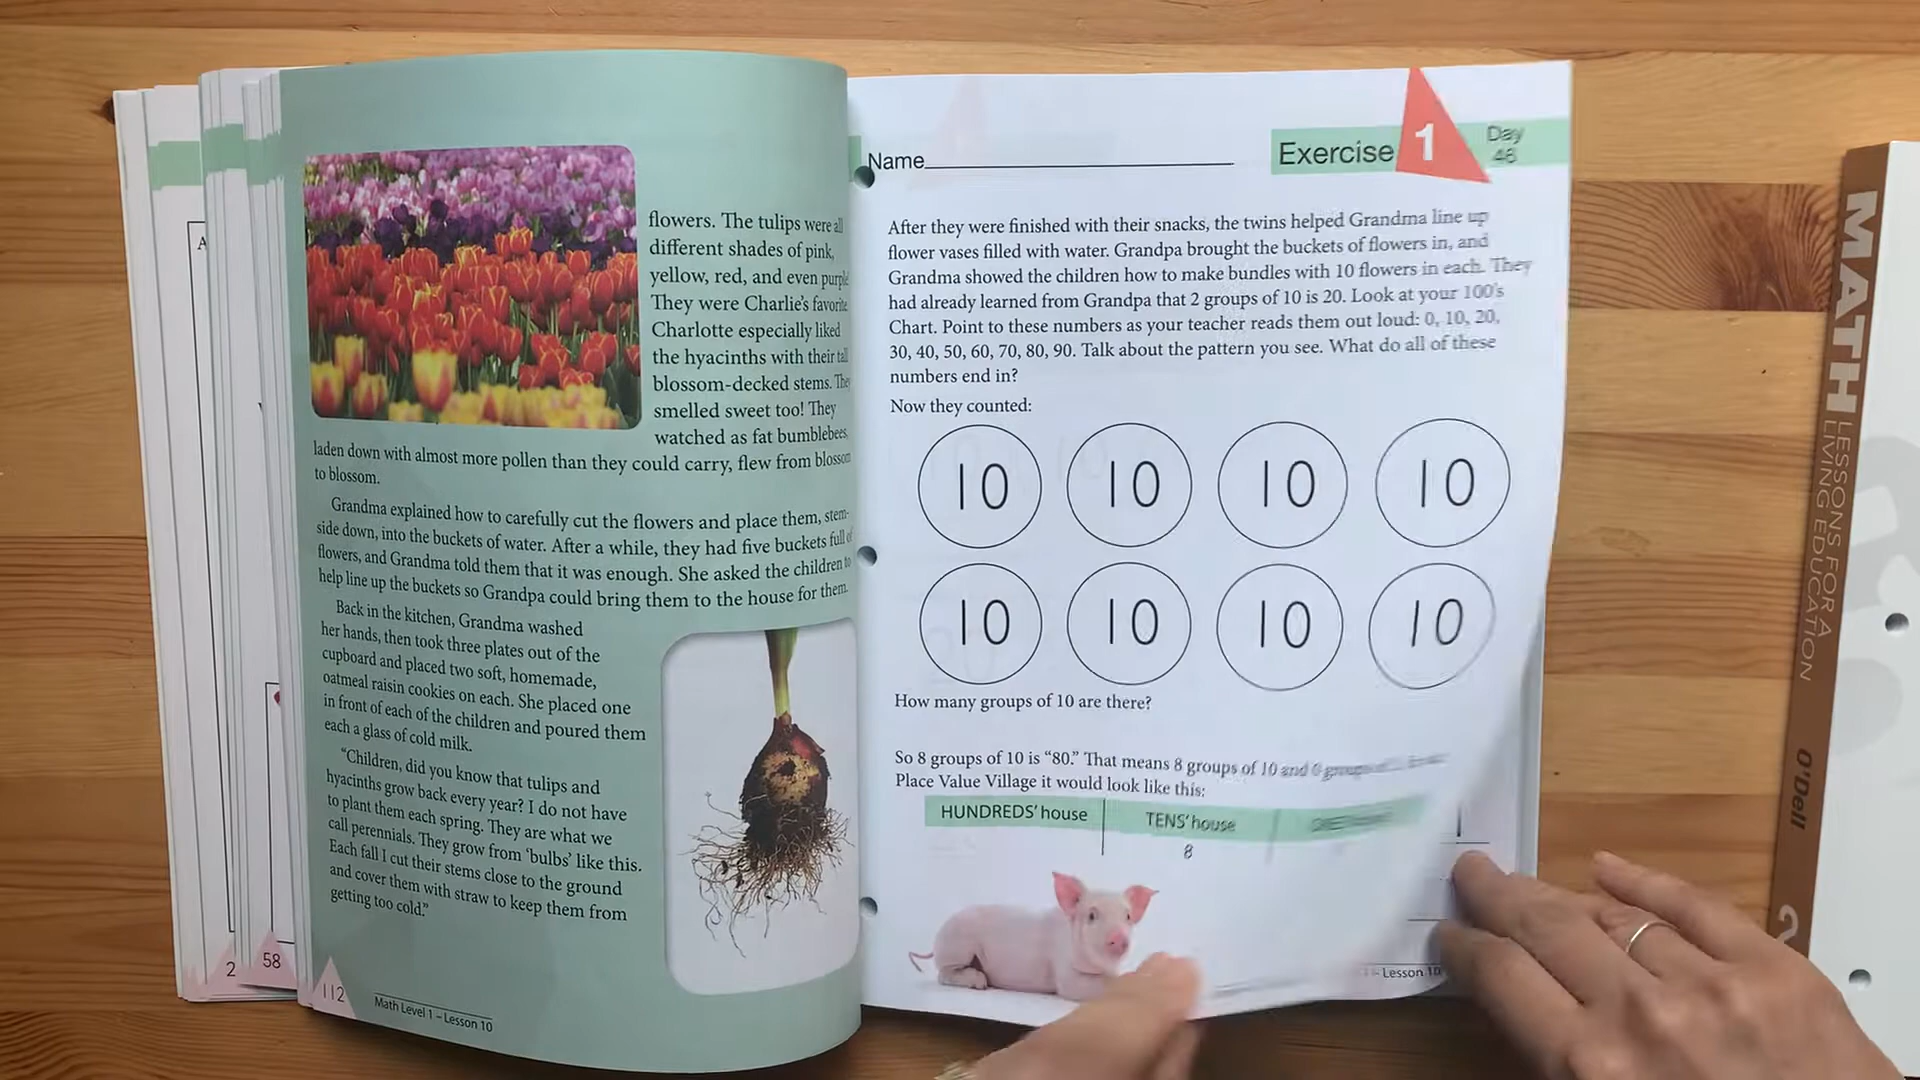 flowers. The tulips were all
different shades of pink,
yellow, red, and even purple
They were Charlie's favorite
Charlotte especially liked
the hyacinths with their tall
blossom-decked stems. They
smelled sweet too! They
watched as fat bumblebees,
laden down with almost more pollen than they could carry, flew from blossom
to blossom.
Grandma explained how to carefully cut the flowers and place them, stem-
side down, into the buckets of water. After a while, they had five buckets full of
flowers, and Grandma told them that it was enough. She asked the children to
help line up the buckets so Grandpa could bring them to the house for them.
Back in the kitchen, Grandma washed
her hands, then took three plates out of the
cupboard and placed two soft, homemade,
oatmeal raisin cookies on each. She placed one
in front of each of the children and poured them
each a glass of cold milk.
"Children, did you know that tulips and
hyacinths grow back every year? I do not have
to plant them each spring. They are what we
call perennials. They grow from 'bulbs' like this.
Each fall I cut their stems close to the ground
and cover them with straw to keep them from
getting too cold."
2
58
112
Math Level 1 – Lesson 10
Name
Exercise 1
Day
46
After they were finished with their snacks, the twins helped Grandma line up
flower vases filled with water. Grandpa brought the buckets of flowers in, and
Grandma showed the children how to make bundles with 10 flowers in each. They
had already learned from Grandpa that 2 groups of 10 is 20. Look at your 100's
Chart. Point to these numbers as your teacher reads them out loud: 0, 10, 20,
30, 40, 50, 60, 70, 80, 90. Talk about the pattern you see. What do all of these
numbers end in?
Now they counted:
10 10 10 10
10 10 10 10
How many groups of 10 are there?
So 8 groups of 10 is "80." That means 8 groups of 10 and 0 groups of
Place Value Village it would look like this:
HUNDREDS' house
TENS' house
8
– Lesson 10
MATH
LESSONS FOR A
LIVING EDUCATION
O'Dell
2